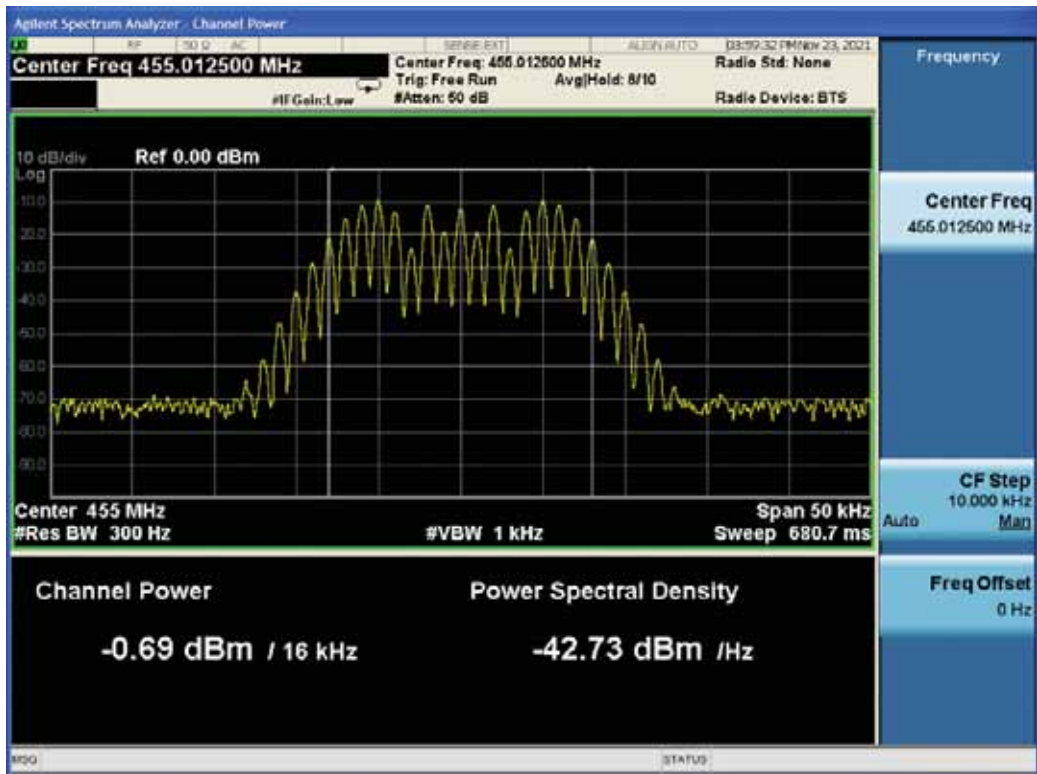 Agilent Spectrum Analyzer - Channel Power
RF 50 Ω AC SENSE:EXT ALIGN AUTO 03:59:32 PM Nov 23, 2021
Center Freq 455.012500 MHz
Center Freq: 455.012500 MHz
Radio Std: None
Trig: Free Run Avg|Hold: 8/10
#IFGain:Low
#Atten: 50 dB
Radio Device: BTS
10 dB/div Ref 0.00 dBm
Log
-10.0
-20.0
-30.0
-40.0
-50.0
-60.0
-70.0
-80.0
-90.0
Center 455 MHz Span 50 kHz
#Res BW 300 Hz #VBW 1 kHz Sweep 680.7 ms
Channel Power Power Spectral Density
-0.69 dBm / 16 kHz -42.73 dBm /Hz
MSG STATUS
Frequency
Center Freq
455.012500 MHz
CF Step
10.000 kHz
Auto Man
Freq Offset
0 Hz